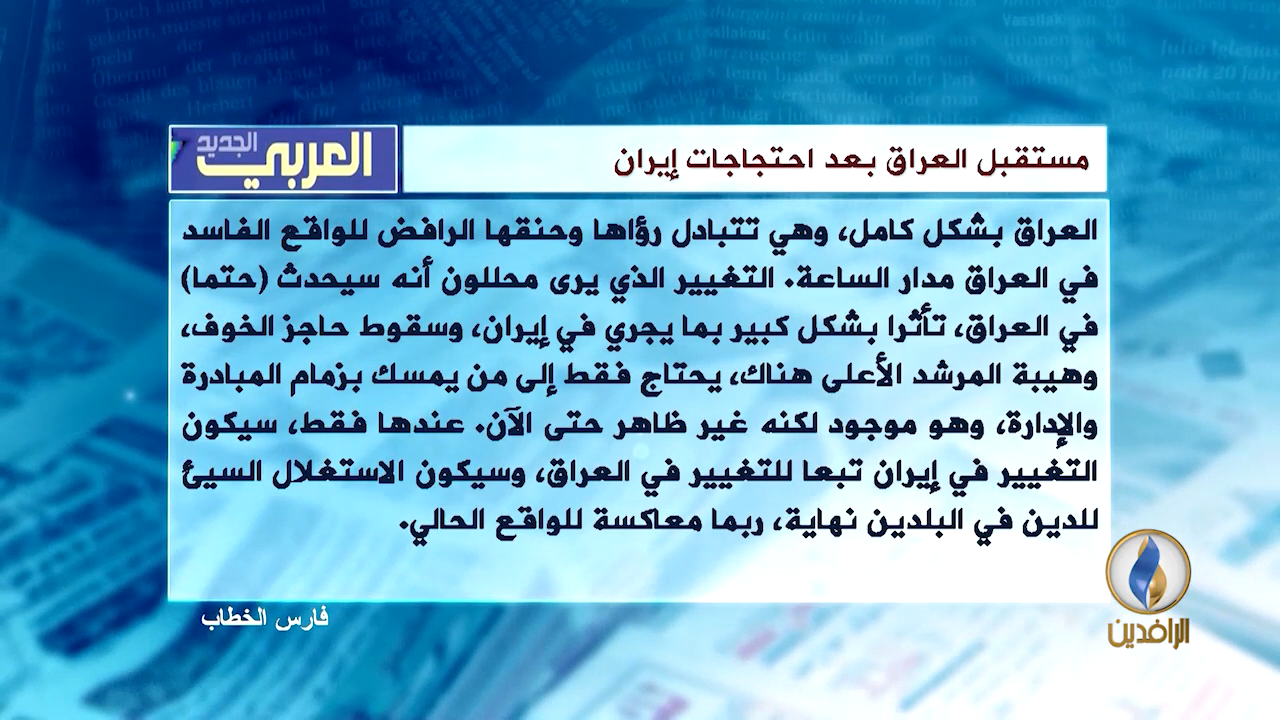 مستقبل العراق بعد احتجاجات إيران
العربي الجديد
العراق بشكل كامل، وهي تتبادل رؤاها وحنقها الرافض للواقع الفاسد
في العراق مدار الساعة. التغيير الذي يرى محللون أنه سيحدث (حتما)
في العراق، تأثرا بشكل كبير بما يجري في إيران، وسقوط حاجز الخوف،
وهيبة المرشد الأعلى هناك، يحتاج فقط إلى من يمسك بزمام المبادرة
والإدارة، وهو موجود لكنه غير ظاهر حتى الآن. عندها فقط، سيكون
التغيير في إيران تبعا للتغيير في العراق، وسيكون الاستغلال السيئ
للدين في البلدين نهاية، ربما معاكسة للواقع الحالي.
فارس الخطاب
الرافدين